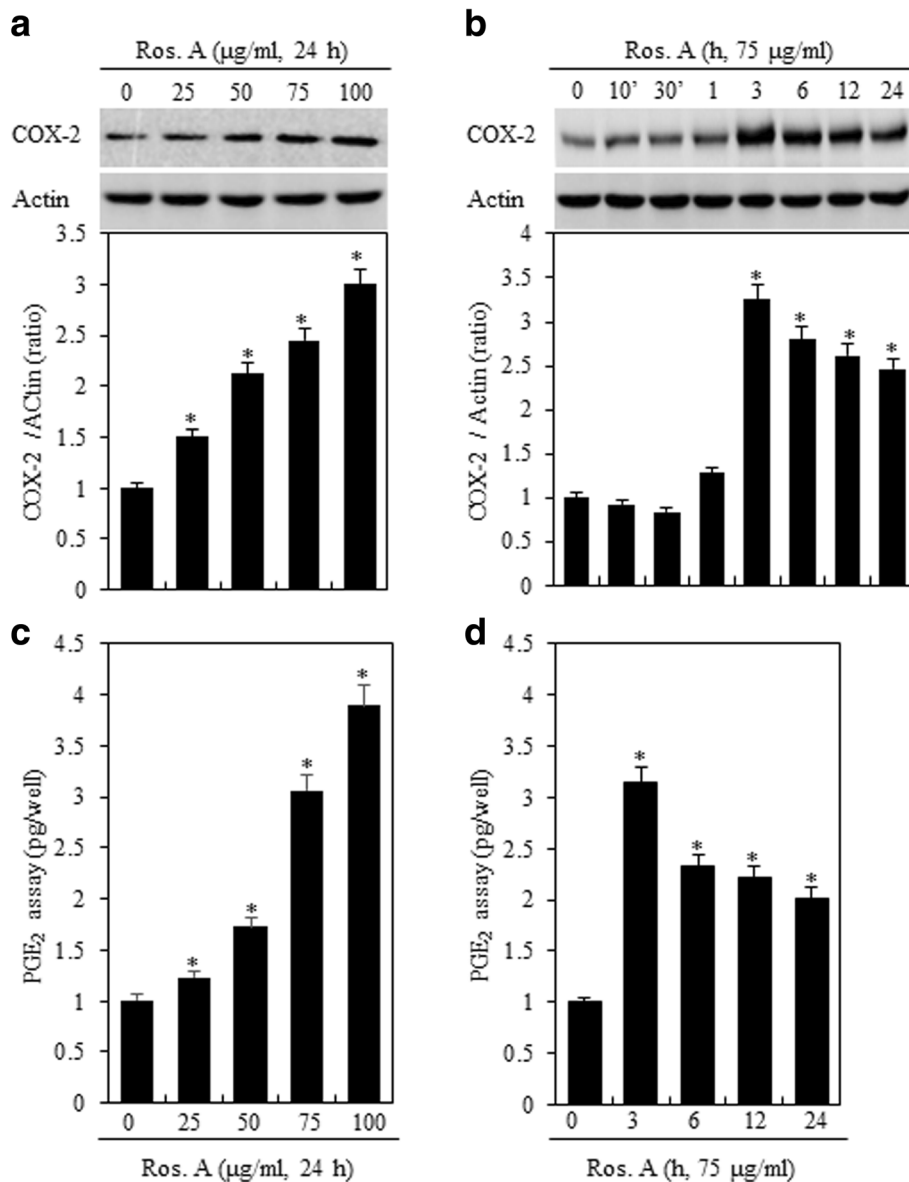 a
Ros. A (μg/ml, 24 h)
0 25 50 75 100
COX-2
Actin
3.5
3
2.5
2
1.5
1
0.5
0
COX-2 / ACtin (ratio)
*
*
*
*
b
Ros. A (h, 75 μg/ml)
0 10’ 30’ 1 3 6 12 24
COX-2
Actin
4
3.5
3
2.5
2
1.5
1
0.5
0
COX-2 / Actin (ratio)
*
*
*
*
c
4.5
4
3.5
3
2.5
2
1.5
1
0.5
0
PGE₂ assay (pg/well)
*
*
*
*
0 25 50 75 100
Ros. A (μg/ml, 24 h)
d
4.5
4
3.5
3
2.5
2
1.5
1
0.5
0
PGE₂ assay (pg/well)
*
*
*
*
0 3 6 12 24
Ros. A (h, 75 μg/ml)